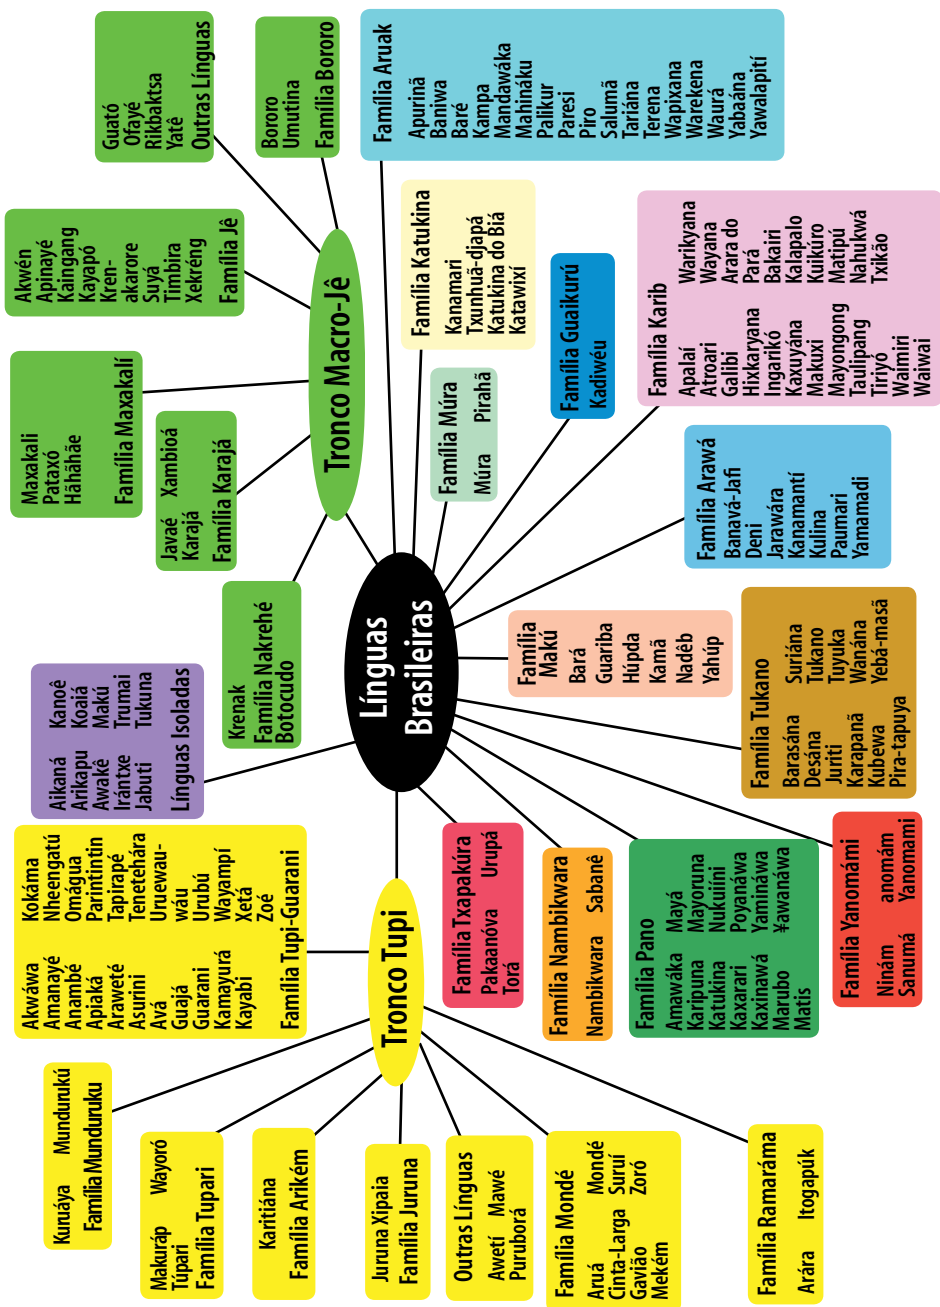 Línguas
Brasileiras
Tronco Tupi
Kuruáya Mundurukú
Família Munduruku
Makuráp Wayoró
Túpari
Família Tupari
Karitiána
Família Arikém
Juruna Xipaia
Família Juruna
Outras Línguas
Awetí Mawé
Puruborá
Família Mondé
Aruá Mondé
Cinta-Larga Suruí
Gavião Zoró
Mekém
Família Ramaráma
Arára Itogapúk
Akwáwa
Amanayé
Anambé
Apiaká
Araweté
Asurini
Avá
Guajá
Guarani
Kamayurá
Kayabi
Kokáma
Nheengatú
Omágua
Parintintin
Tapirapé
Tenetehára
Uruewau-
wáu
Urubú
Wayampí
Xetá
Zoé
Família Tupi-Guarani
Aikaná Kanoê
Arikapu Koaiá
Awakê Makú
Irántxe Trumai
Jabuti Tukuna
Línguas Isoladas
Tronco Macro-Jê
Krenak
Família Nakrehé
Botocudo
Javaé Xambioá
Karajá
Família Karajá
Maxakali
Pataxó
Hãhãhãe
Família Maxakalí
Akwén
Apinayé
Kaingang
Kayapó
Kren-
akarore
Suyá
Timbira
Xekréng
Família Jê
Guató
Ofayé
Rikbaktsa
Yatê
Outras Línguas
Bororo
Umutina
Família Bororo
Família Aruak
Apurinã
Baniwa
Baré
Kampa
Mandawáka
Mahináku
Palikur
Paresi
Piro
Salumã
Tariána
Terena
Wapixana
Warekena
Waurá
Yabaána
Yawalapití
Família Katukina
Kanamari
Txunhuã-djapá
Katukina do Biá
Katawixí
Família Múra
Múra Pirahã
Família Guaikurú
Kadiwéu
Família Karib
Apalaí
Atroari
Galibi
Hixkaryana
Ingarikó
Kaxuyána
Makuxi
Mayongong
Taulipang
Tiriyó
Waimiri
Waiwai
Warikyana
Wayana
Arara do
Pará
Bakairi
Kalapalo
Kuikúro
Matipú
Nahukwá
Txikão
Família Arawá
Banavá-Jafi
Deni
Jarawára
Kanamantí
Kulina
Paumari
Yamamadi
Família
Makú
Bará
Guariba
Húpda
Kamã
Nadêb
Yahúp
Família Tukano
Barasána
Desána
Juriti
Karapanã
Kubewa
Pira-tapuya
Suriána
Tukano
Tuyuka
Wanána
Yebá-masã
Família Yanomámi
Ninám anomám
Sanumá Yanomami
Família Pano
Amawáka
Karipuna
Katukina
Kaxarari
Kaxinawá
Marubo
Matis
Mayá
Mayoruna
Nukuiíni
Poyanáwa
Yamináwa
¥awanáwa
Família Nambikwara
Nambikwara Sabanê
Família Txapakúra
Pakaanóva Urupá
Torá